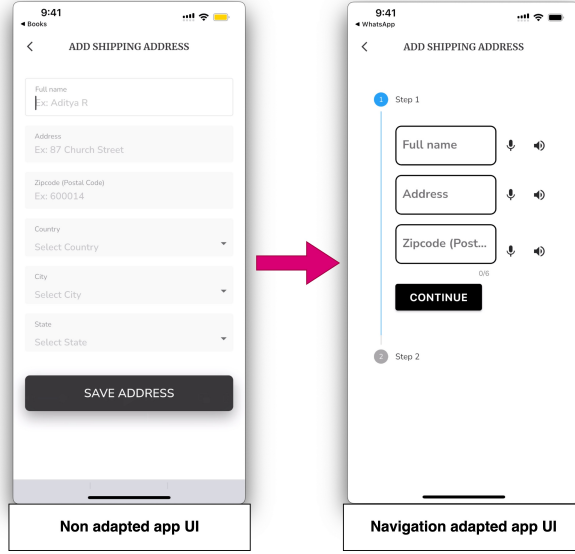 9:41
◀ Books
ADD SHIPPING ADDRESS
Full name
Ex: Aditya R
Address
Ex: 87 Church Street
Zipcode (Postal Code)
Ex: 600014
Country
Select Country
City
Select City
State
Select State
SAVE ADDRESS
Non adapted app UI
9:41
◀ WhatsApp
ADD SHIPPING ADDRESS
1 Step 1
Full name
Address
Zipcode (Post...
0/6
CONTINUE
2 Step 2
Navigation adapted app UI